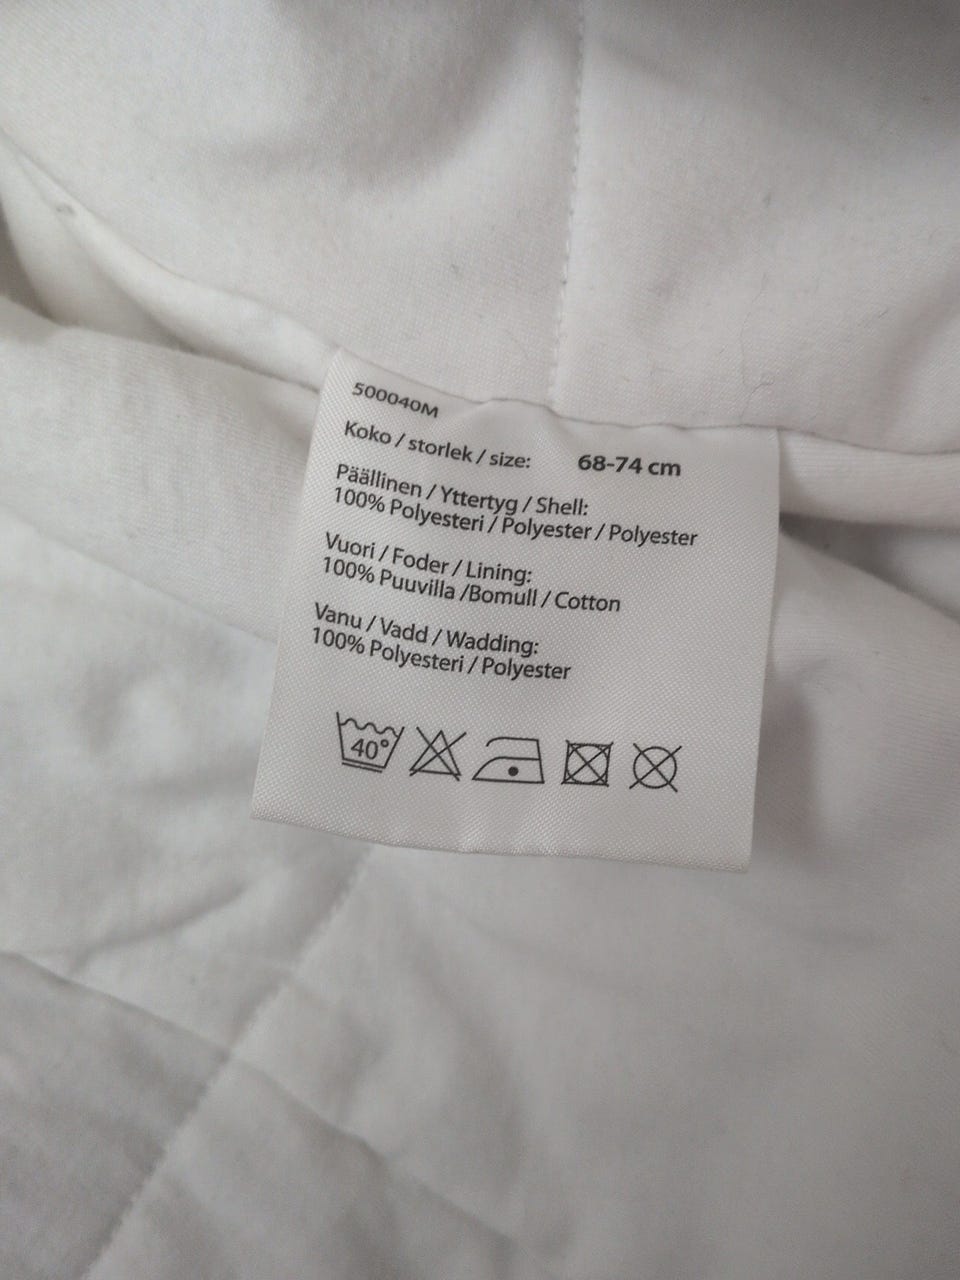 500040M
Koko / storlek / size: 68-74 cm
Päällinen / Yttertyg / Shell:
100% Polyesteri / Polyester / Polyester
Vuori / Foder / Lining:
100% Puuvilla /Bomull / Cotton
Vanu / Vadd / Wadding:
100% Polyesteri / Polyester
40°